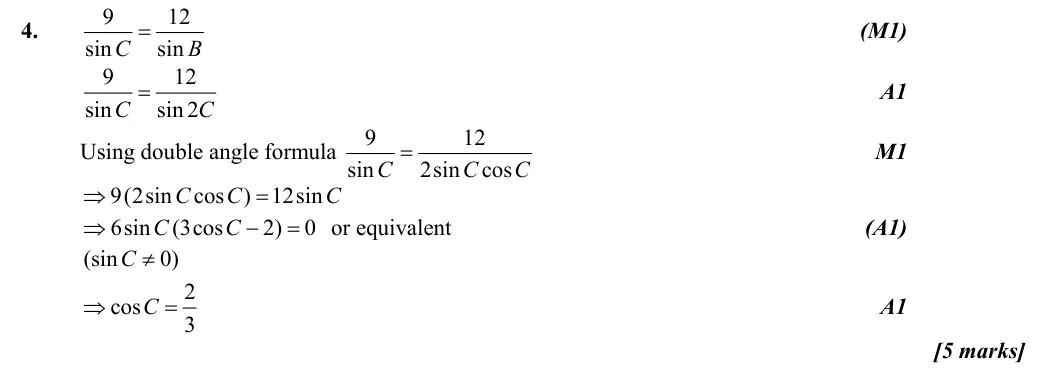 4. 9/sin C = 12/sin B (M1)
9/sin C = 12/sin 2C A1
Using double angle formula 9/sin C = 12/2 sin C cos C M1
⇒ 9(2 sin C cos C) = 12 sin C
⇒ 6 sin C (3 cos C − 2) = 0 or equivalent (A1)
(sin C ≠ 0)
⇒ cos C = 2/3 A1
[5 marks]